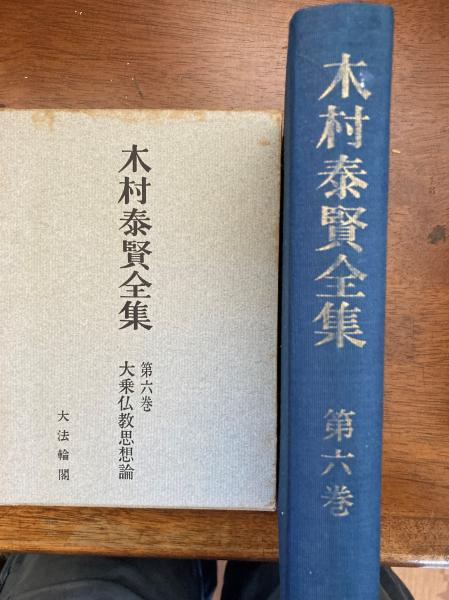 木村泰賢全集
第六巻
大乗仏教思想論
大法輪閣
木村泰賢全集
第六巻